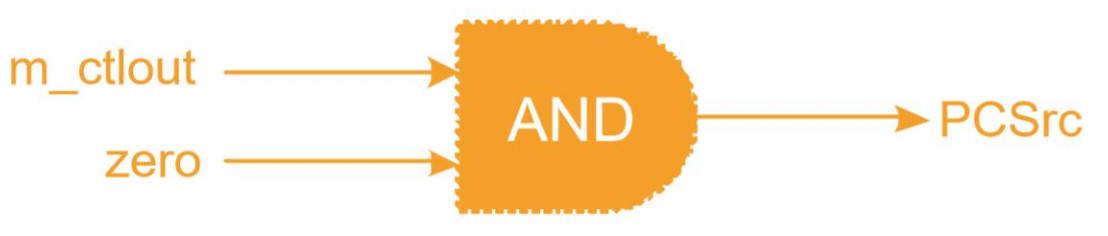 m_ctlout
zero
AND
PCSrc